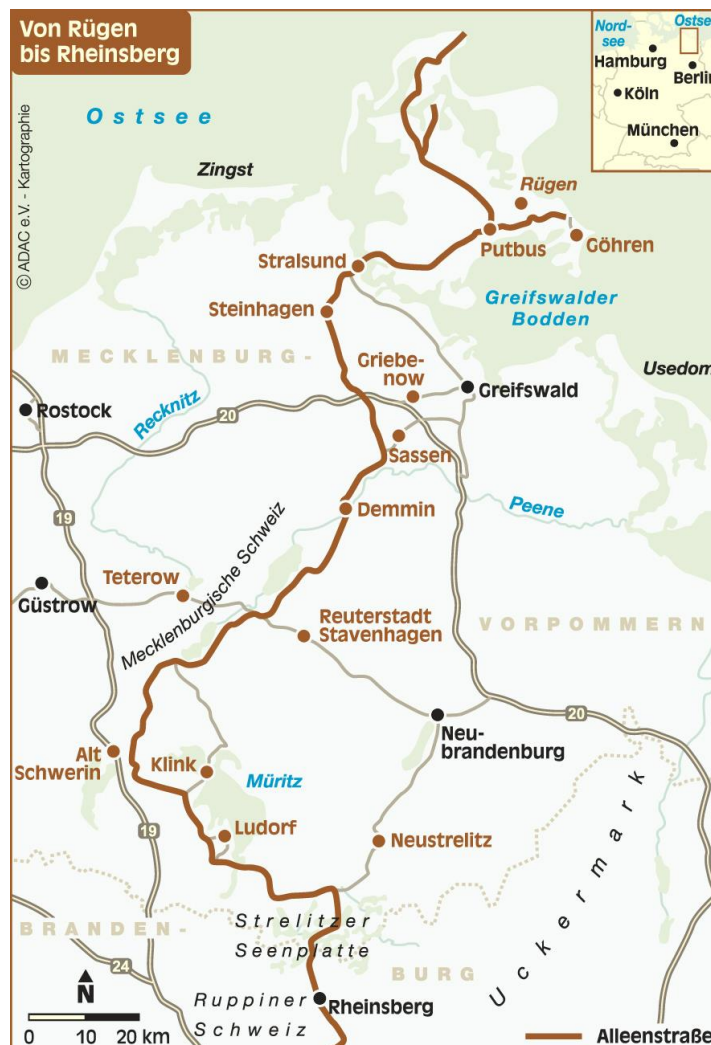 Von Rügen
bis Rheinsberg
Nord-
see
Ostsee
Hamburg
Berlin
Köln
München
© ADAC e.V. - Kartographie
Ostsee
Zingst
Rügen
Putbus
Göhren
Stralsund
Steinhagen
Greifswalder
Bodden
MECKLENBURG-
Griebe-
now
Usedom
Greifswald
Rostock
Recknitz
20
Sassen
Peene
19
Demmin
Mecklenburgische Schweiz
Teterow
Güstrow
Reuterstadt
Stavenhagen
VORPOMMERN
20
Neu-
brandenburg
Alt
Schwerin
Klink
Müritz
Ludorf
Neustrelitz
19
Uckermark
Strelitzer
Seenplatte
BRANDEN-
BURG
24
N
Ruppiner
Schweiz
Rheinsberg
0 10 20 km
Alleenstraße